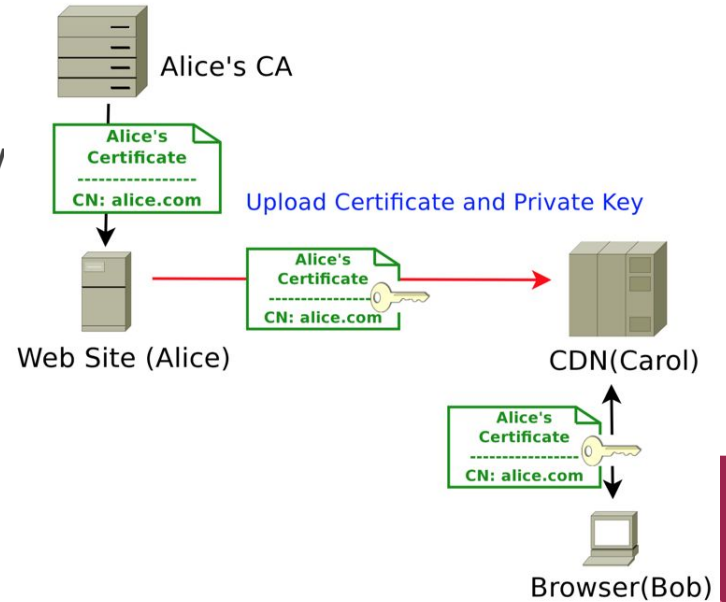 Alice's CA
Alice's
Certificate
-----------------
CN: alice.com
Upload Certificate and Private Key
Alice's
Certificate
-----------------
CN: alice.com
Web Site (Alice)
CDN(Carol)
Alice's
Certificate
-----------------
CN: alice.com
Browser(Bob)